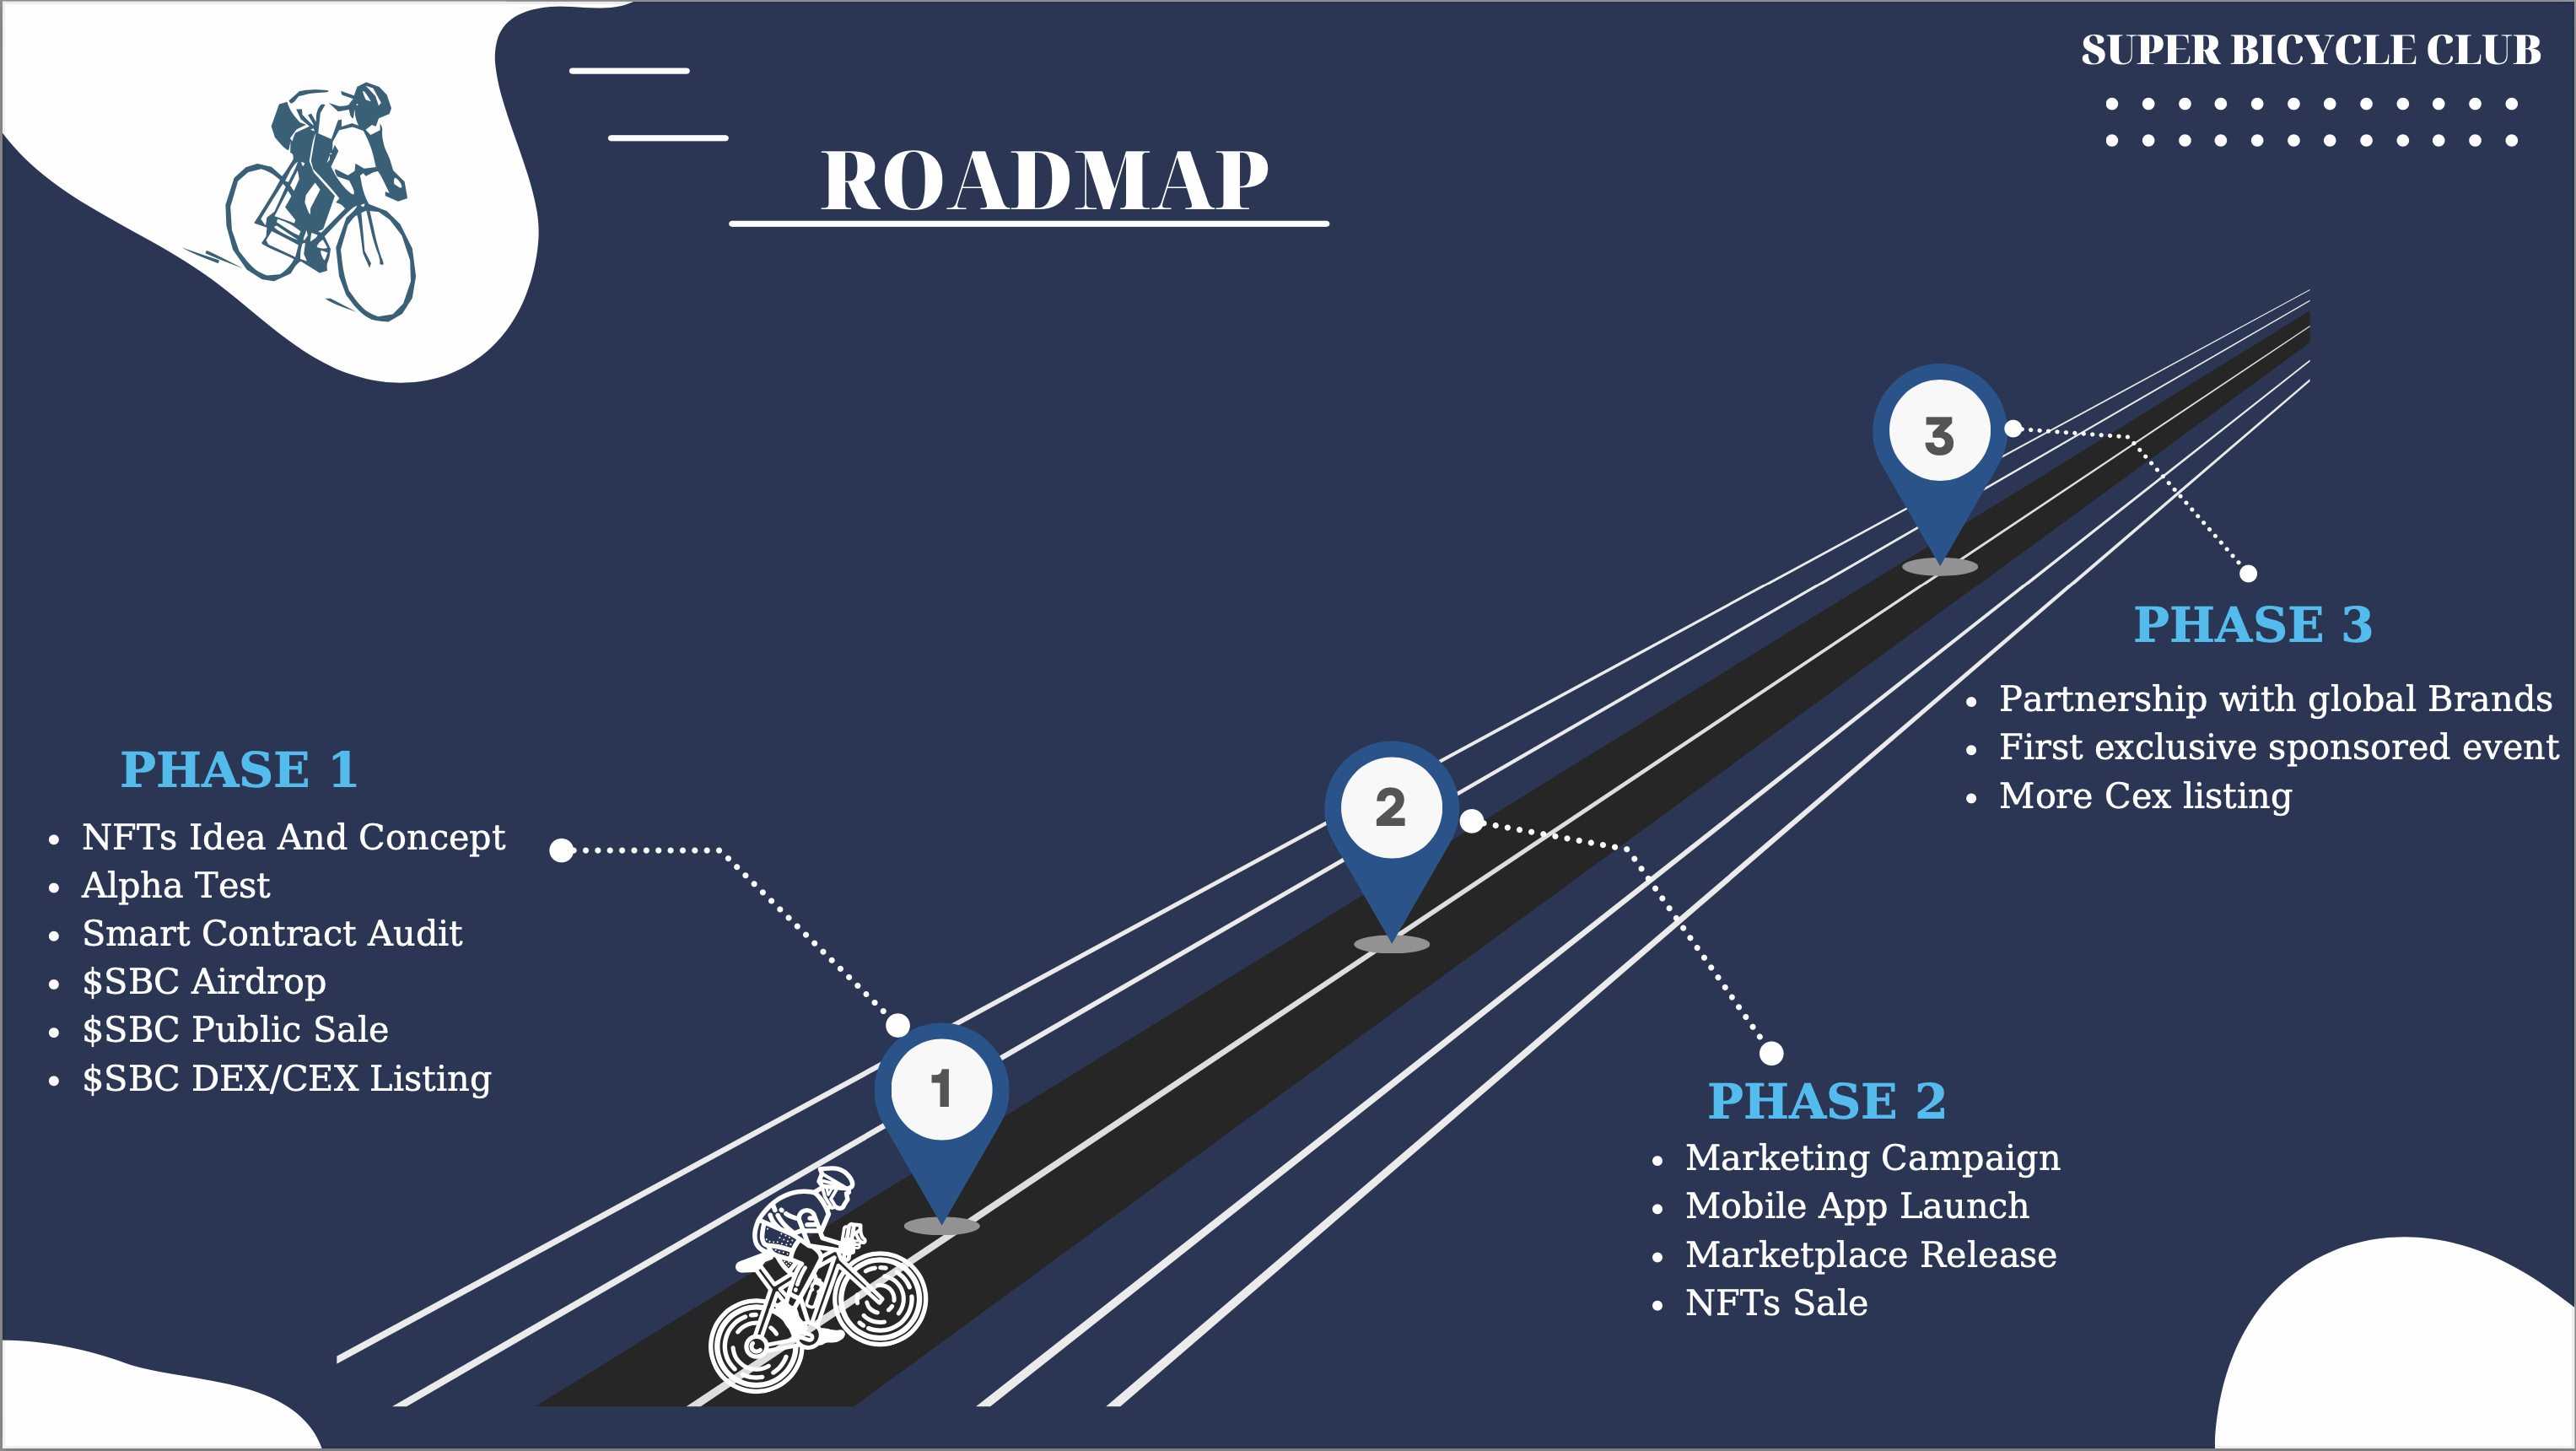 SUPER BICYCLE CLUB
ROADMAP
3
PHASE 3
• Partnership with global Brands
• First exclusive sponsored event
• More Cex listing
PHASE 1
• NFTs Idea And Concept
• Alpha Test
• Smart Contract Audit
• $SBC Airdrop
• $SBC Public Sale
• $SBC DEX/CEX Listing
2
1
PHASE 2
• Marketing Campaign
• Mobile App Launch
• Marketplace Release
• NFTs Sale